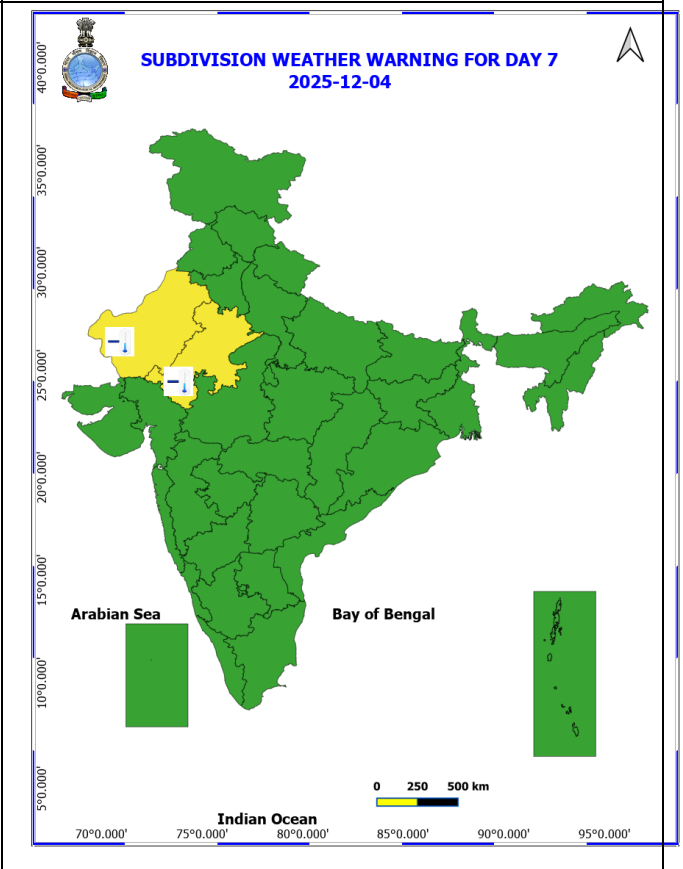 SUBDIVISION WEATHER WARNING FOR DAY 7
2025-12-04
40°0.000'
35°0.000'
30°0.000'
25°0.000'
20°0.000'
15°0.000'
10°0.000'
5°0.000'
Arabian Sea
Bay of Bengal
0 250 500 km
Indian Ocean
70°0.000' 75°0.000' 80°0.000' 85°0.000' 90°0.000' 95°0.000'